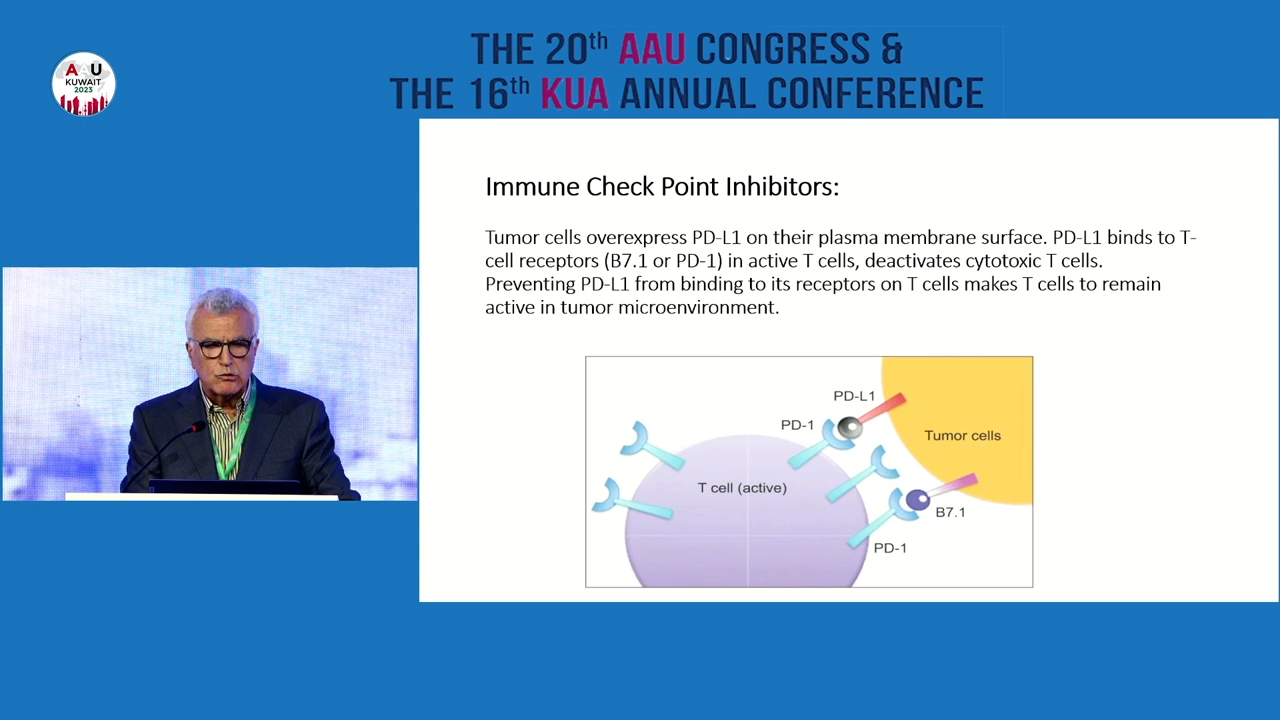 THE 20th AAU CONGRESS &
THE 16th KUA ANNUAL CONFERENCE
AAU
KUWAIT
2023
Immune Check Point Inhibitors:
Tumor cells overexpress PD-L1 on their plasma membrane surface. PD-L1 binds to T-
cell receptors (B7.1 or PD-1) in active T cells, deactivates cytotoxic T cells.
Preventing PD-L1 from binding to its receptors on T cells makes T cells to remain
active in tumor microenvironment.
PD-L1
PD-1
Tumor cells
T cell (active)
B7.1
PD-1